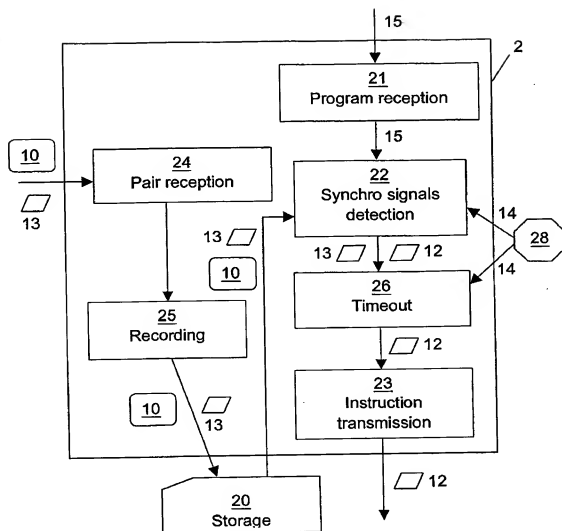 15
2
21
Program reception
10
24
Pair reception
15
13
22
Synchro signals
detection
14
28
14
13
10
13
12
26
Timeout
25
Recording
12
10
13
23
Instruction
transmission
20
Storage
12